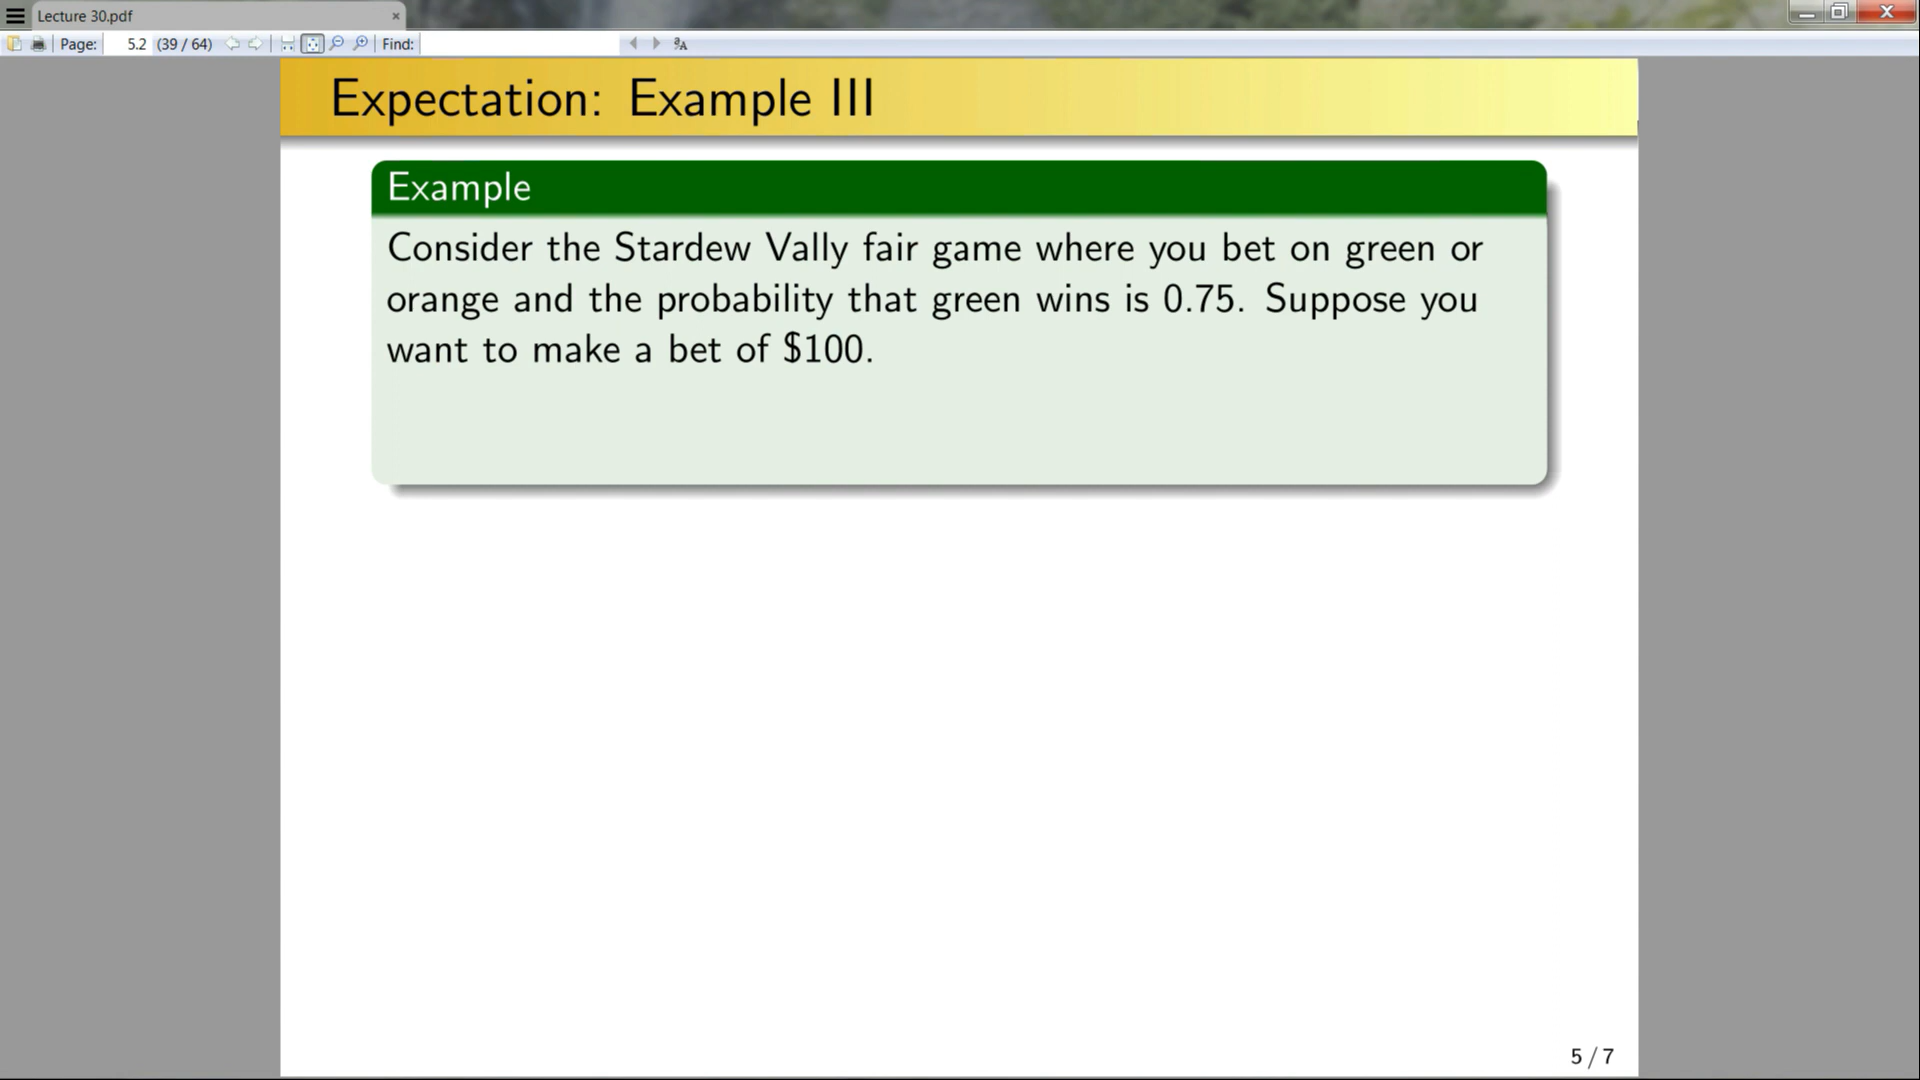 Lecture 30.pdf
Page: 5.2 (39 / 64) Find:
Expectation: Example III
Example
Consider the Stardew Vally fair game where you bet on green or
orange and the probability that green wins is 0.75. Suppose you
want to make a bet of $100.
5 / 7